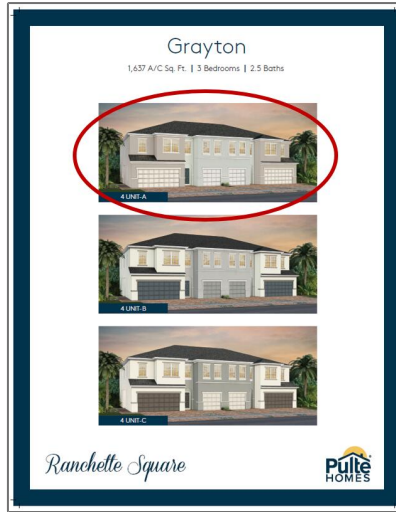 Grayton
1,637 A/C Sq. Ft. | 3 Bedrooms | 2.5 Baths
4 UNIT-A
4 UNIT-B
4 UNIT-C
Ranchette Square
Pulte
HOMES